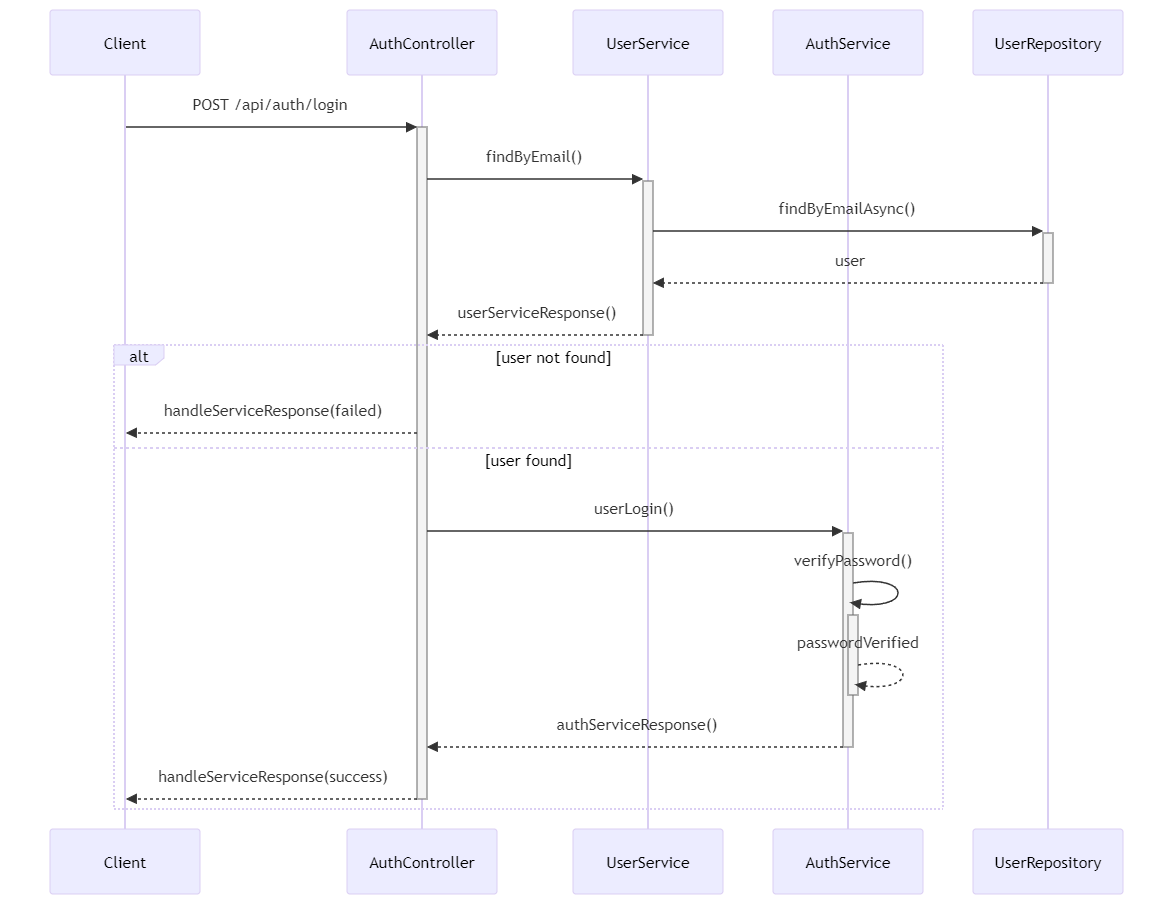 Client
AuthController
UserService
AuthService
UserRepository
POST /api/auth/login
findByEmail()
findByEmailAsync()
user
userServiceResponse()
alt
[user not found]
handleServiceResponse(failed)
[user found]
userLogin()
verifyPassword()
passwordVerified
authServiceResponse()
handleServiceResponse(success)
Client
AuthController
UserService
AuthService
UserRepository